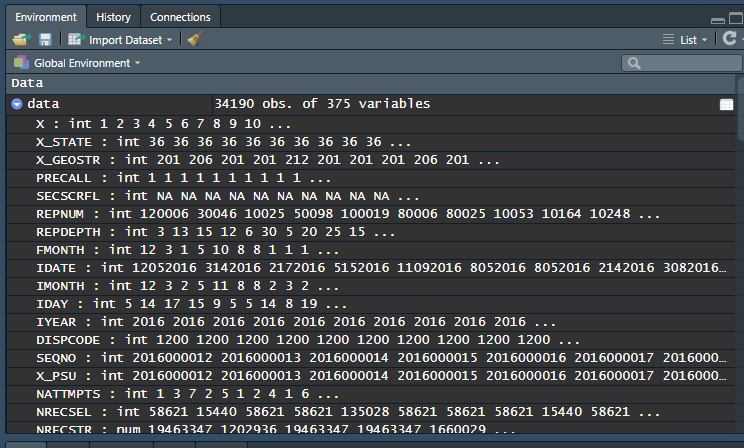 Environment History Connections
Import Dataset List
Global Environment
Data
data 34190 obs. of 375 variables
X : int 1 2 3 4 5 6 7 8 9 10 ...
X_STATE : int 36 36 36 36 36 36 36 36 36 36 ...
X_GEOSTR : int 201 206 201 201 212 201 201 201 206 201 ...
PRECALL : int 1 1 1 1 1 1 1 1 1 1 ...
SECSCRFL : int NA NA NA NA NA NA NA NA NA NA ...
REPNUM : int 120006 30046 10025 50098 100019 80006 80025 10053 10164 10248 ...
REPDEPTH : int 3 13 15 12 6 30 5 20 25 15 ...
FMONTH : int 12 3 1 5 10 8 8 1 1 1 ...
IDATE : int 12052016 3142016 2172016 5152016 11092016 8052016 8052016 2142016 3082016…
IMONTH : int 12 3 2 5 11 8 8 2 3 2 ...
IDAY : int 5 14 17 15 9 5 5 14 8 19 ...
IYEAR : int 2016 2016 2016 2016 2016 2016 2016 2016 2016 2016 ...
DISPCODE : int 1200 1200 1200 1200 1200 1200 1200 1200 1200 1200 ...
SEQNO : int 2016000012 2016000013 2016000014 2016000015 2016000016 2016000017 2016000…
X_PSU : int 2016000012 2016000013 2016000014 2016000015 2016000016 2016000017 2016000…
NATTMPTS : int 1 3 7 2 5 1 2 4 1 6 ...
NRECSEL : int 58621 15440 58621 58621 135028 58621 58621 58621 15440 58621 ...
NRECSTR : num 19463347 1202936 19463347 19463347 1660029 ...